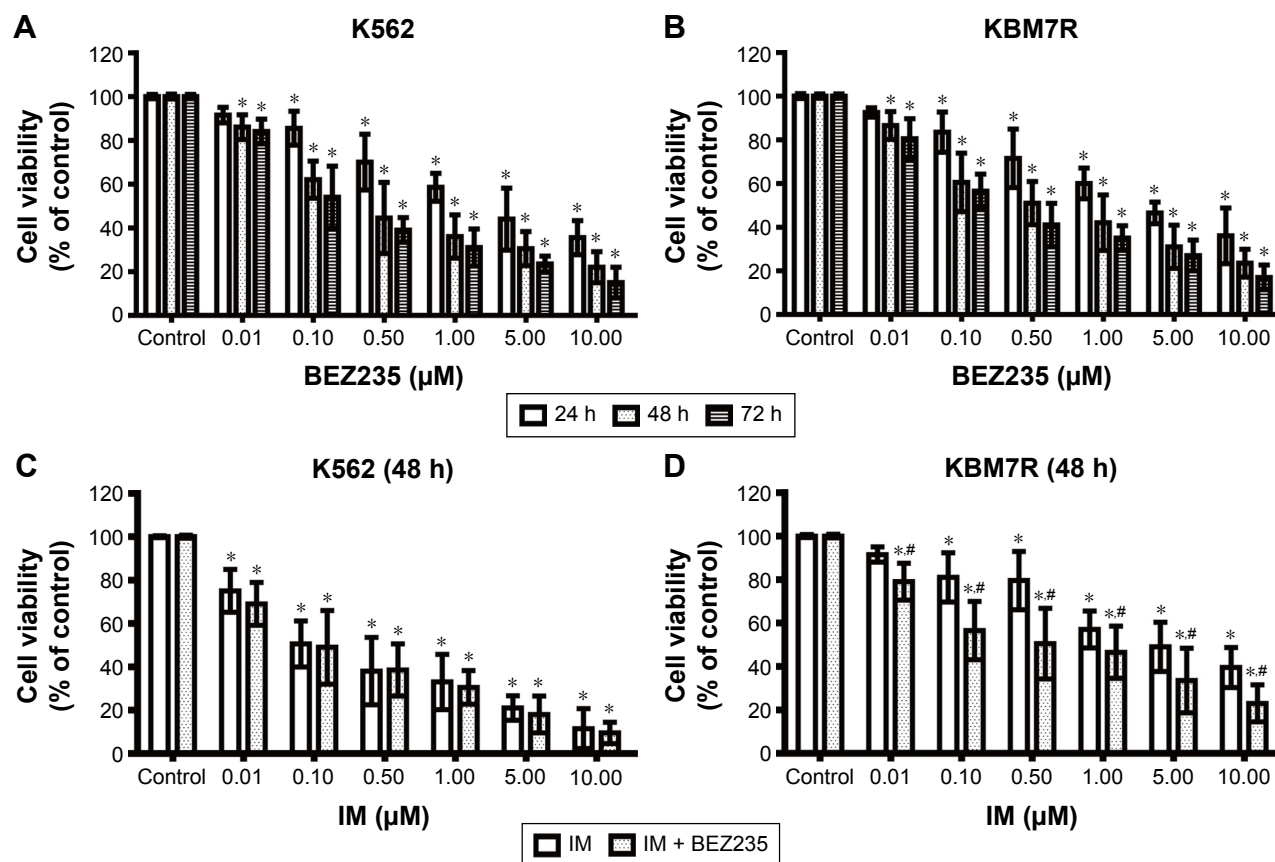 A
K562
Cell viability
(% of control)
120
100
80
60
40
20
0
* * * * * * * * * * * * * * * * *
Control 0.01 0.10 0.50 1.00 5.00 10.00
BEZ235 (µM)
B
KBM7R
Cell viability
(% of control)
120
100
80
60
40
20
0
* * * * * * * * * * * * * * * * *
Control 0.01 0.10 0.50 1.00 5.00 10.00
BEZ235 (µM)
24 h 48 h 72 h
C
K562 (48 h)
Cell viability
(% of control)
120
100
80
60
40
20
0
* * * * * * * * * * * *
Control 0.01 0.10 0.50 1.00 5.00 10.00
IM (µM)
D
KBM7R (48 h)
Cell viability
(% of control)
120
100
80
60
40
20
0
*,# * *,# * *,# * *,# * *,# * *,#
Control 0.01 0.10 0.50 1.00 5.00 10.00
IM (µM)
IM IM + BEZ235